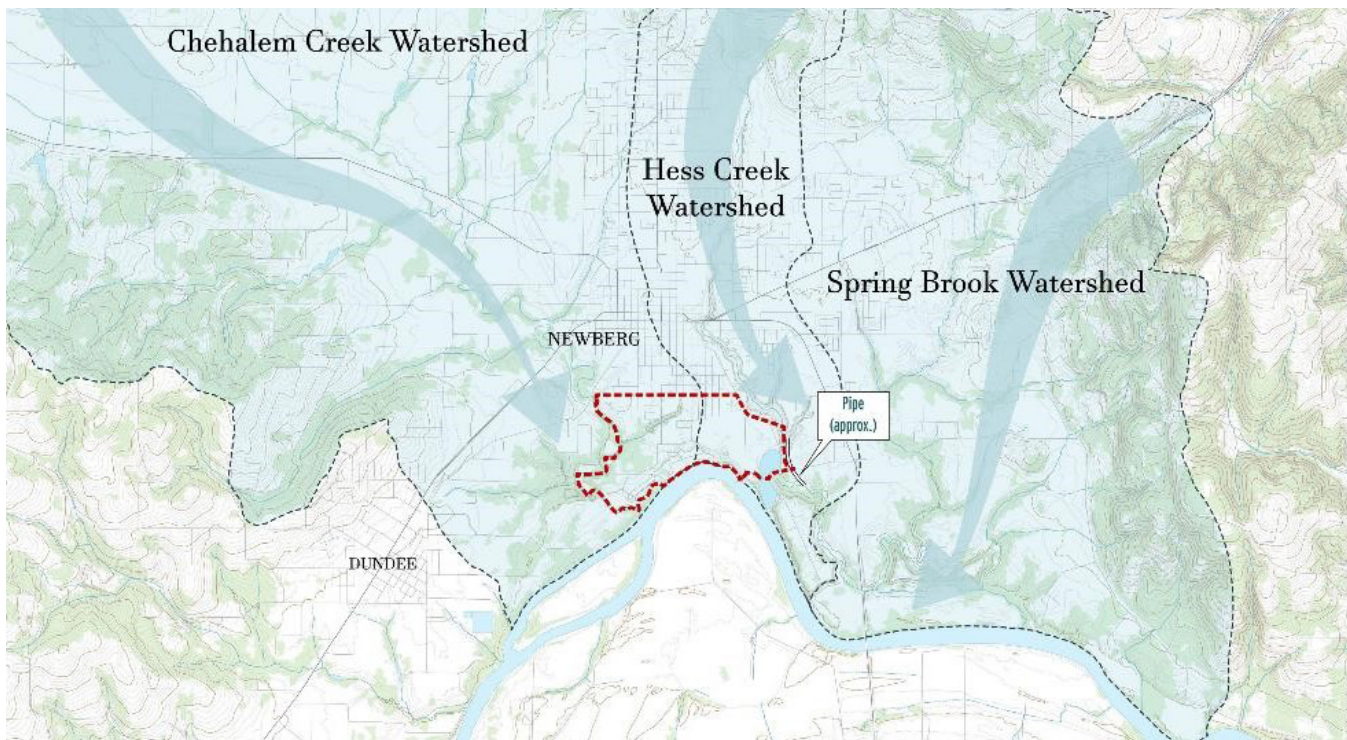 Chehalem Creek Watershed
Hess Creek
Watershed
Spring Brook Watershed
NEWBERG
Pipe
(approx.)
DUNDEE